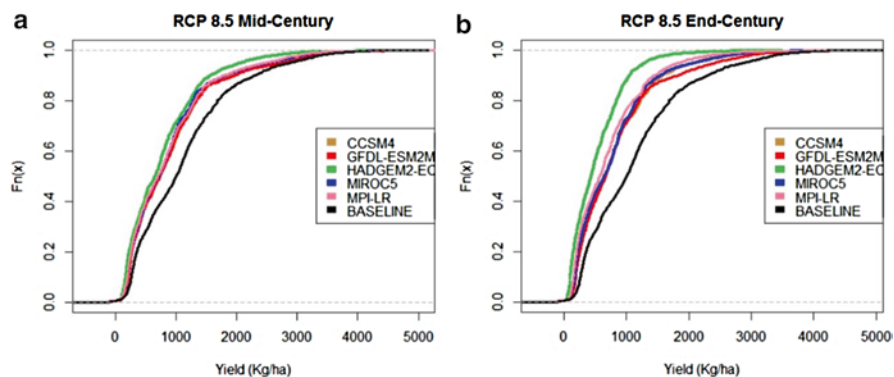 a
RCP 8.5 Mid-Century
Fn(x)
1.0
0.8
0.6
0.4
0.2
0.0
CCSM4
GFDL-ESM2M
HADGEM2-EC
MIROC5
MPI-LR
BASELINE
0 1000 2000 3000 4000 5000
Yield (Kg/ha)
b
RCP 8.5 End-Century
Fn(x)
1.0
0.8
0.6
0.4
0.2
0.0
CCSM4
GFDL-ESM2M
HADGEM2-EC
MIROC5
MPI-LR
BASELINE
0 1000 2000 3000 4000 5000
Yield (Kg/ha)